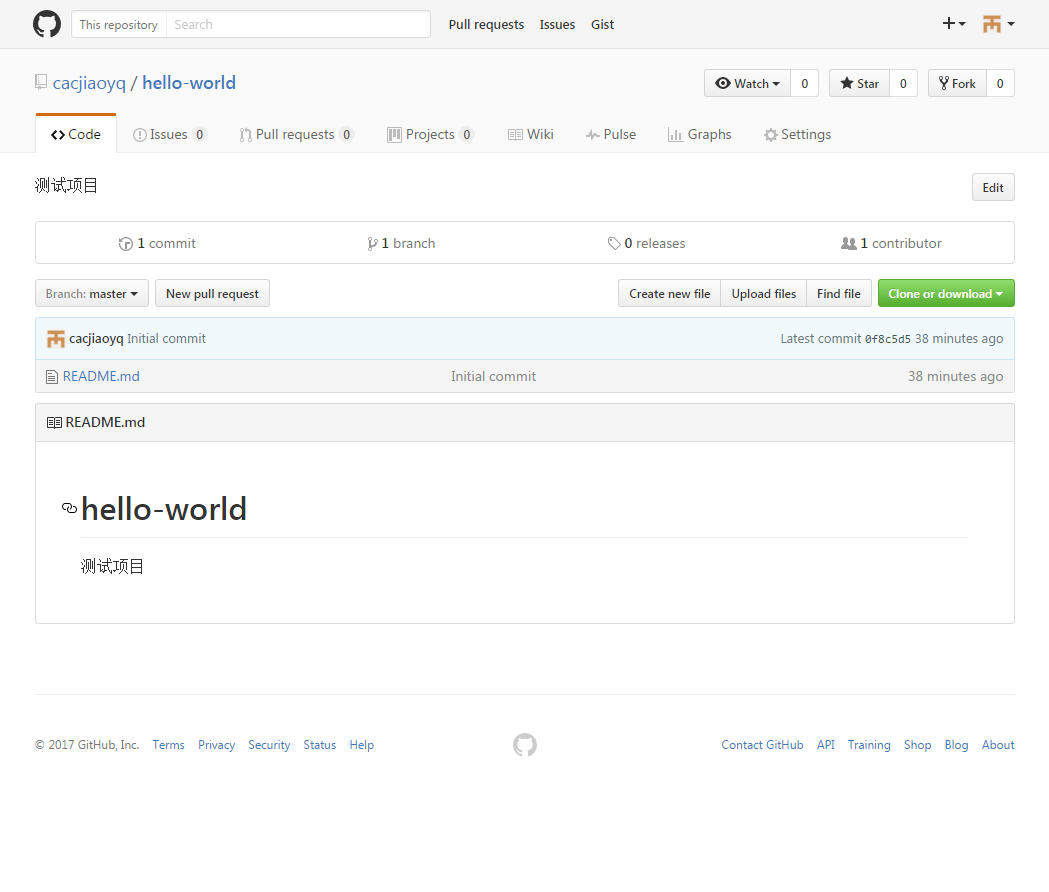 This repository Search Pull requests Issues Gist
cacjiaoyq / hello-world Watch 0 Star 0 Fork 0
Code Issues 0 Pull requests 0 Projects 0 Wiki Pulse Graphs Settings
测试项目 Edit
1 commit 1 branch 0 releases 1 contributor
Branch: master New pull request Create new file Upload files Find file Clone or download
cacjiaoyq Initial commit Latest commit 0f8c5d5 38 minutes ago
README.md Initial commit 38 minutes ago
README.md
hello-world
测试项目
© 2017 GitHub, Inc. Terms Privacy Security Status Help Contact GitHub API Training Shop Blog About